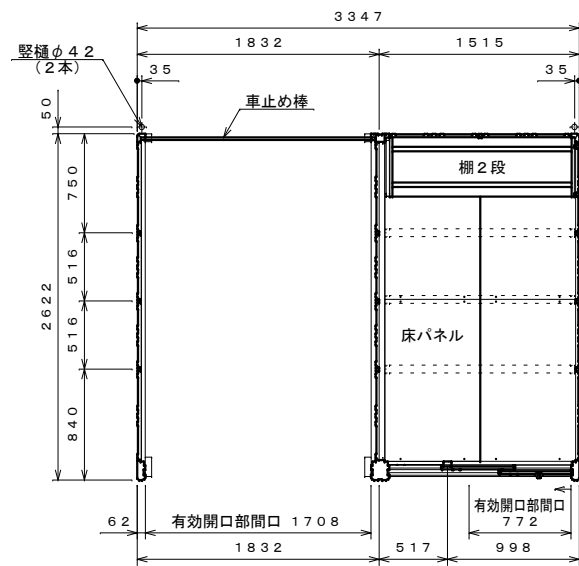 3347
1832
1515
竪樋φ42
(2本)
35
35
車止め棒
50
棚2段
750
516
2622
516
床パネル
840
有効開口部間口
62
有効開口部間口 1708
772
1832
517
998